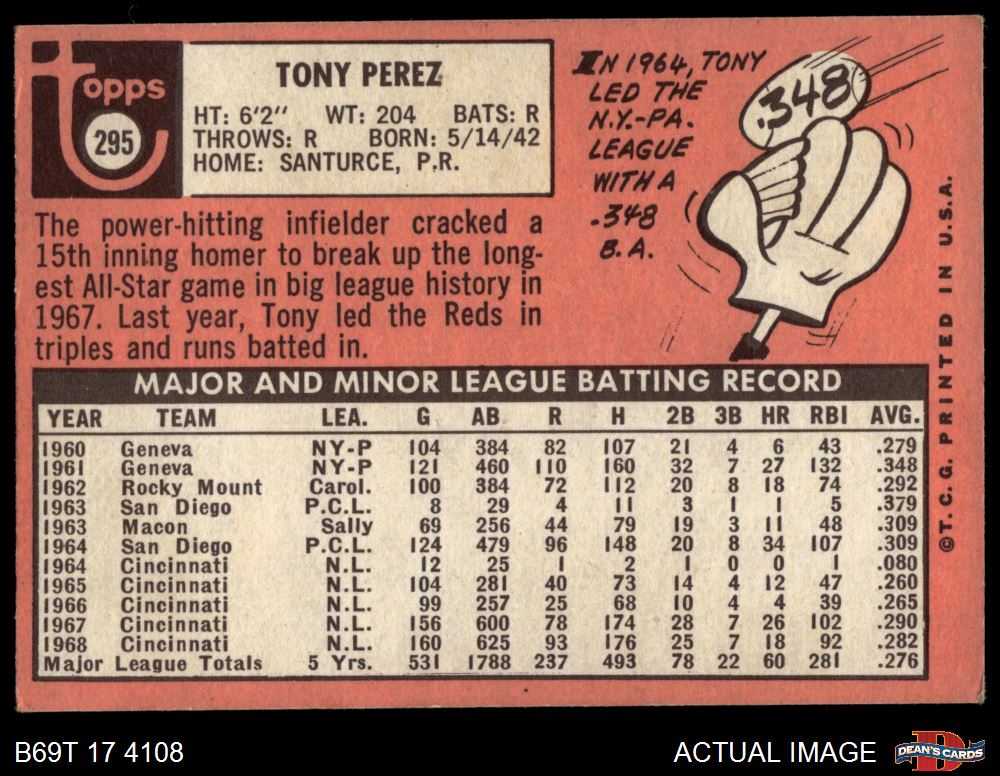 topps
295
TONY PEREZ
HT: 6'2" WT: 204 BATS: R
THROWS: R BORN: 5/14/42
HOME: SANTURCE, P.R.
The power-hitting infielder cracked a
15th inning homer to break up the long-
est All-Star game in big league history in
1967. Last year, Tony led the Reds in
triples and runs batted in.
IN 1964, TONY
LED THE
N.Y.-PA.
LEAGUE
WITH A
.348
B.A.
.348
MAJOR AND MINOR LEAGUE BATTING RECORD
YEAR TEAM LEA. G AB R H 2B 3B HR RBI AVG.
1960 Geneva NY-P 104 384 82 107 21 4 6 43 .279
1961 Geneva NY-P 121 460 110 160 32 7 27 132 .348
1962 Rocky Mount Carol. 100 384 72 112 20 8 18 74 .292
1963 San Diego P.C.L. 8 29 4 11 3 1 1 5 .379
1963 Macon Sally 69 256 44 79 19 3 11 48 .309
1964 San Diego P.C.L. 124 479 96 148 20 8 34 107 .309
1964 Cincinnati N.L. 12 25 1 2 1 0 0 1 .080
1965 Cincinnati N.L. 104 281 40 73 14 4 12 47 .260
1966 Cincinnati N.L. 99 257 25 68 10 4 4 39 .265
1967 Cincinnati N.L. 156 600 78 174 28 7 26 102 .290
1968 Cincinnati N.L. 160 625 93 176 25 7 18 92 .282
Major League Totals 5 Yrs. 531 1788 237 493 78 22 60 281 .276
©T. C. G. PRINTED IN U.S.A.
B69T 17 4108
ACTUAL IMAGE
DEAN'S CARDS